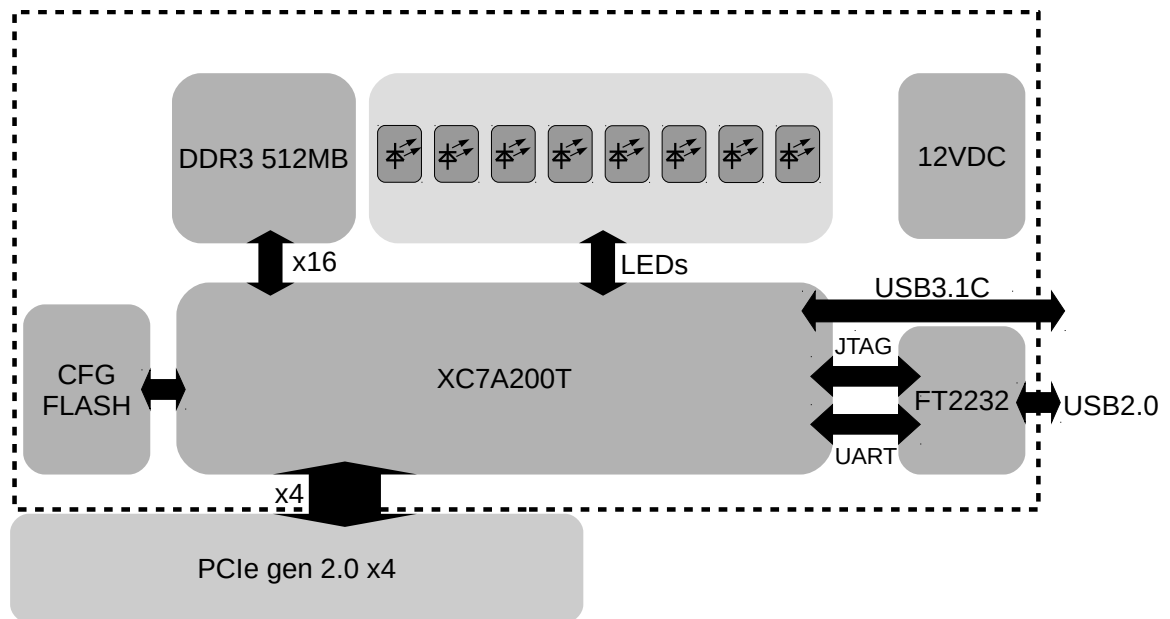 DDR3 512MB
12VDC
x16
LEDs
USB3.1C
JTAG
CFG
FLASH
XC7A200T
FT2232
USB2.0
UART
x4
PCIe gen 2.0 x4